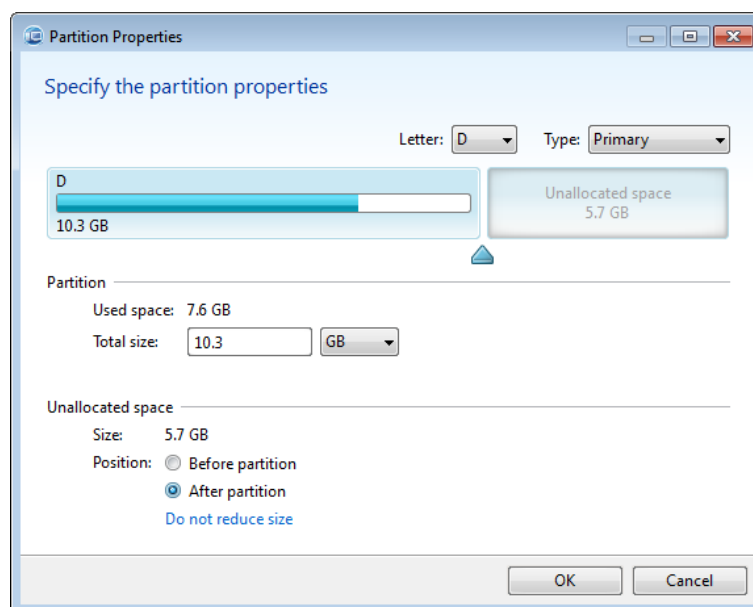 Partition Properties
Specify the partition properties
Letter: D Type: Primary
D
10.3 GB
Unallocated space
5.7 GB
Partition
Used space: 7.6 GB
Total size: 10.3 GB
Unallocated space
Size: 5.7 GB
Position: Before partition
After partition
Do not reduce size
OK Cancel